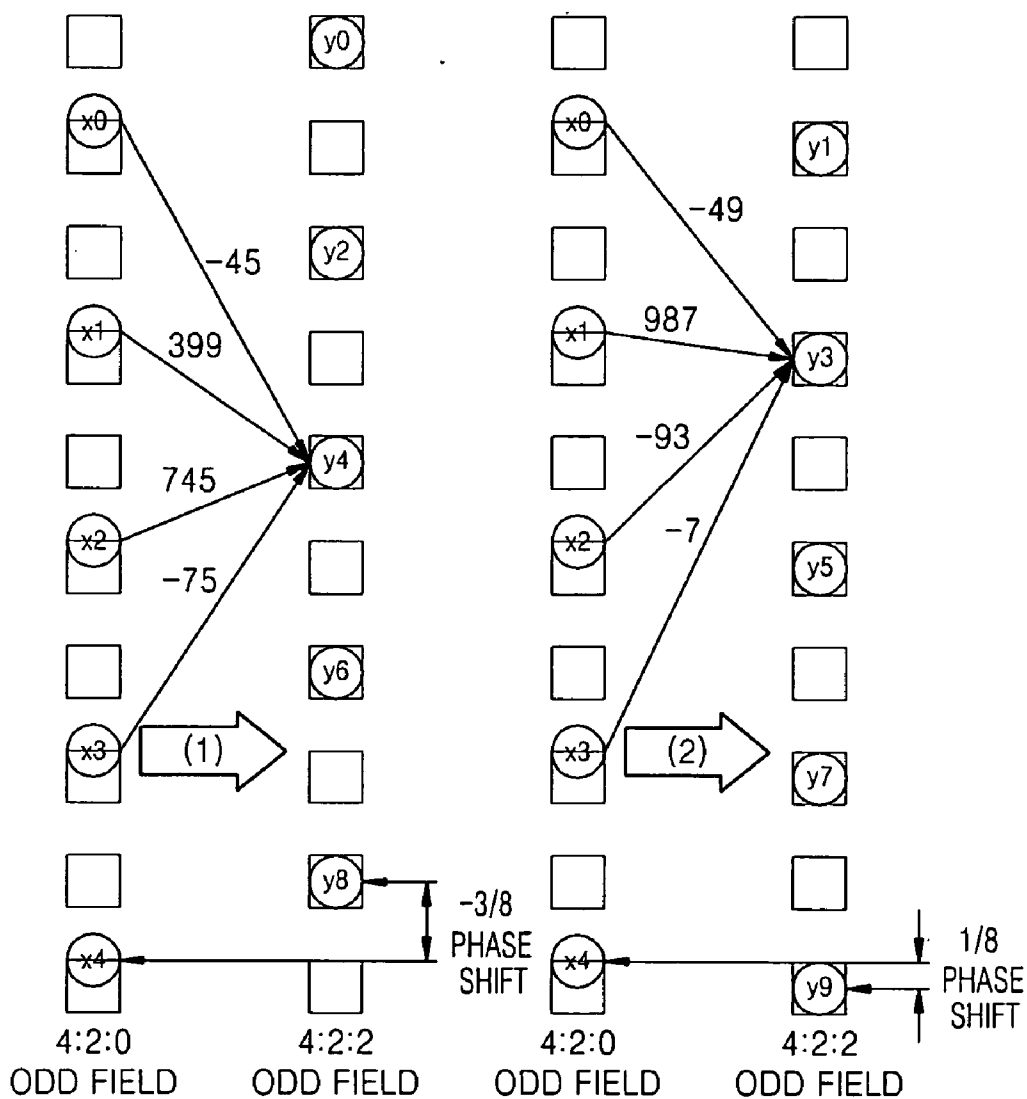 y0
x0
-45
y2
x1
399
y4
745
x2
-75
y6
x3
(1)
y8
-3/8
PHASE
SHIFT
x4
4:2:0
ODD FIELD
4:2:2
ODD FIELD
x0
y1
-49
x1
987
y3
-93
x2
-7
y5
x3
(2)
y7
x4
y9
1/8
PHASE
SHIFT
4:2:0
ODD FIELD
4:2:2
ODD FIELD